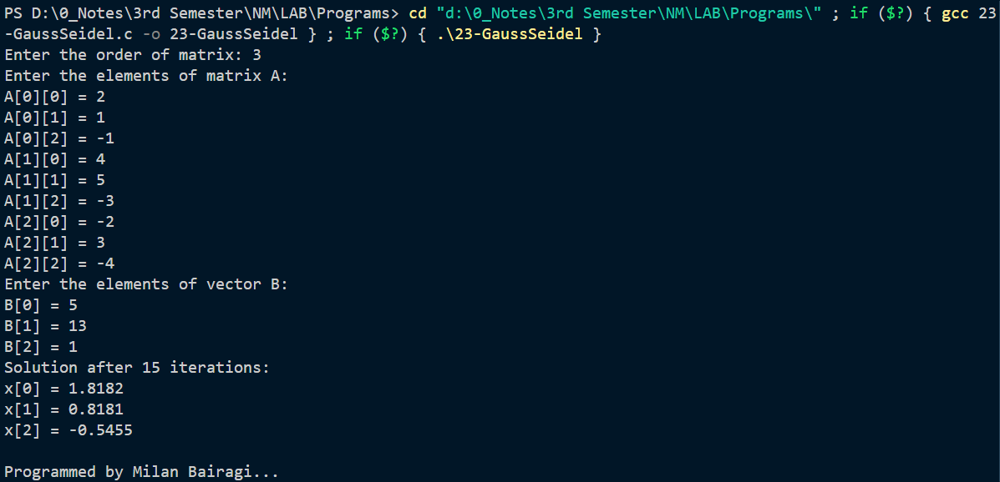 PS D:\0_Notes\3rd Semester\NM\LAB\Programs> cd "d:\0_Notes\3rd Semester\NM\LAB\Programs\" ; if ($?) { gcc 23
-GaussSeidel.c -o 23-GaussSeidel } ; if ($?) { .\23-GaussSeidel }
Enter the order of matrix: 3
Enter the elements of matrix A:
A[0][0] = 2
A[0][1] = 1
A[0][2] = -1
A[1][0] = 4
A[1][1] = 5
A[1][2] = -3
A[2][0] = -2
A[2][1] = 3
A[2][2] = -4
Enter the elements of vector B:
B[0] = 5
B[1] = 13
B[2] = 1
Solution after 15 iterations:
x[0] = 1.8182
x[1] = 0.8181
x[2] = -0.5455
Programmed by Milan Bairagi...